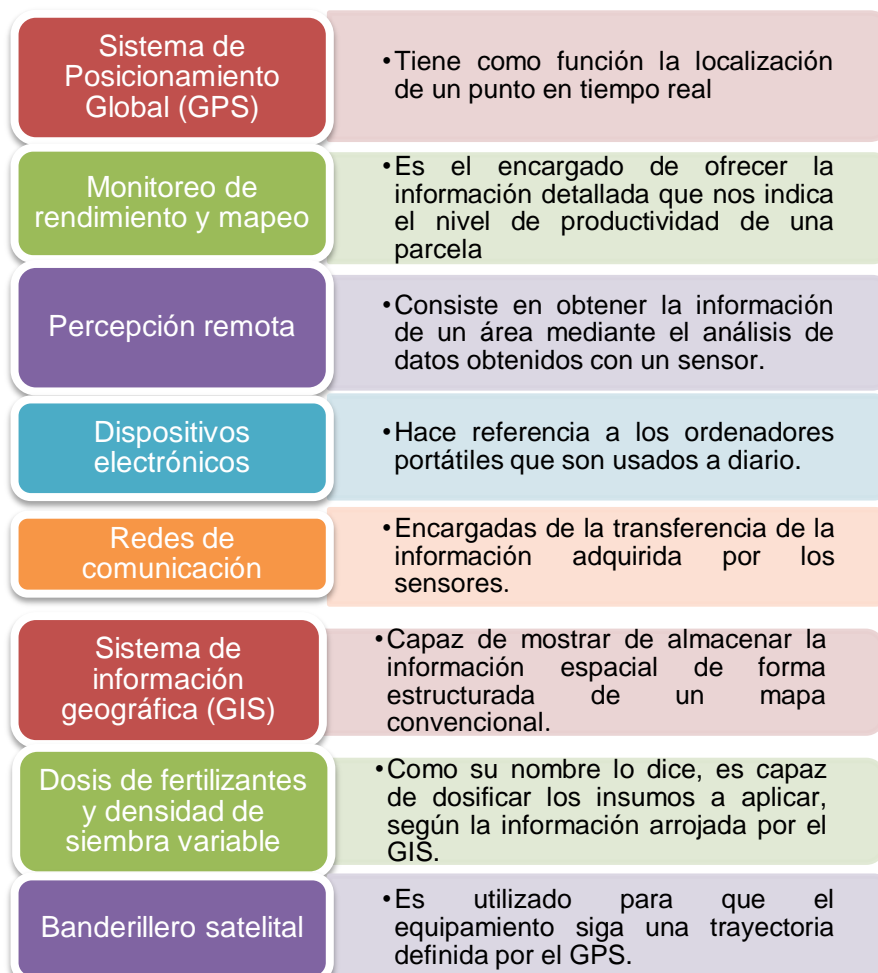 Sistema de
Posicionamiento
Global (GPS)
•Tiene como función la localización
de un punto en tiempo real
Monitoreo de
rendimiento y mapeo
•Es el encargado de ofrecer la
información detallada que nos indica
el nivel de productividad de una
parcela
Percepción remota
•Consiste en obtener la información
de un área mediante el análisis de
datos obtenidos con un sensor.
Dispositivos
electrónicos
•Hace referencia a los ordenadores
portátiles que son usados a diario.
Redes de
comunicación
•Encargadas de la transferencia de la
información adquirida por los
sensores.
Sistema de
información
geográfica (GIS)
•Capaz de mostrar de almacenar la
información espacial de forma
estructurada de un mapa
convencional.
Dosis de fertilizantes
y densidad de
siembra variable
•Como su nombre lo dice, es capaz
de dosificar los insumos a aplicar,
según la información arrojada por el
GIS.
Banderillero satelital
•Es utilizado para que el
equipamiento siga una trayectoria
definida por el GPS.